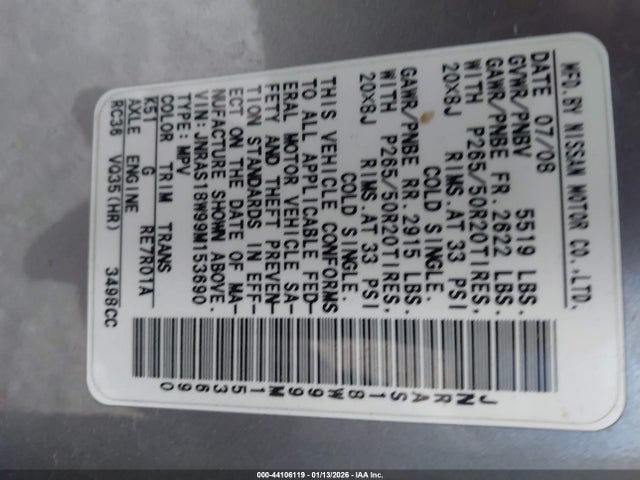 MFD.BY NISSAN MOTOR CO.,LTD.
DATE 07/08
GVWR/PNBV 5519 LBS.
GAWR/PNBE FR. 2622 LBS.
WITH P265/50R20TIRES,
20X8J RIMS.AT 33 PSI
COLD SINGLE.
GAWR/PNBE RR 2915 LBS.
WITH P265/50R20TIRES,
20X8J RIMS.AT 33 PSI
COLD SINGLE.
THIS VEHICLE CONFORMS
TO ALL APPLICABLE FED-
ERAL MOTOR VEHICLE SA-
FETY AND THEFT PREVEN-
TION STANDARDS IN EFF-
ECT ON THE DATE OF MA-
NUFACTURE SHOWN ABOVE.
VIN:JNRAS18W99M153690
TYPE:MPV
COLOR TRIM TRANS
K51 G RE7R01A
AXLE ENGINE
RC36 VQ35(HR) 3498CC
JNRAS18W99M153690
000-44106119 - 01/13/2026 - IAA Inc.